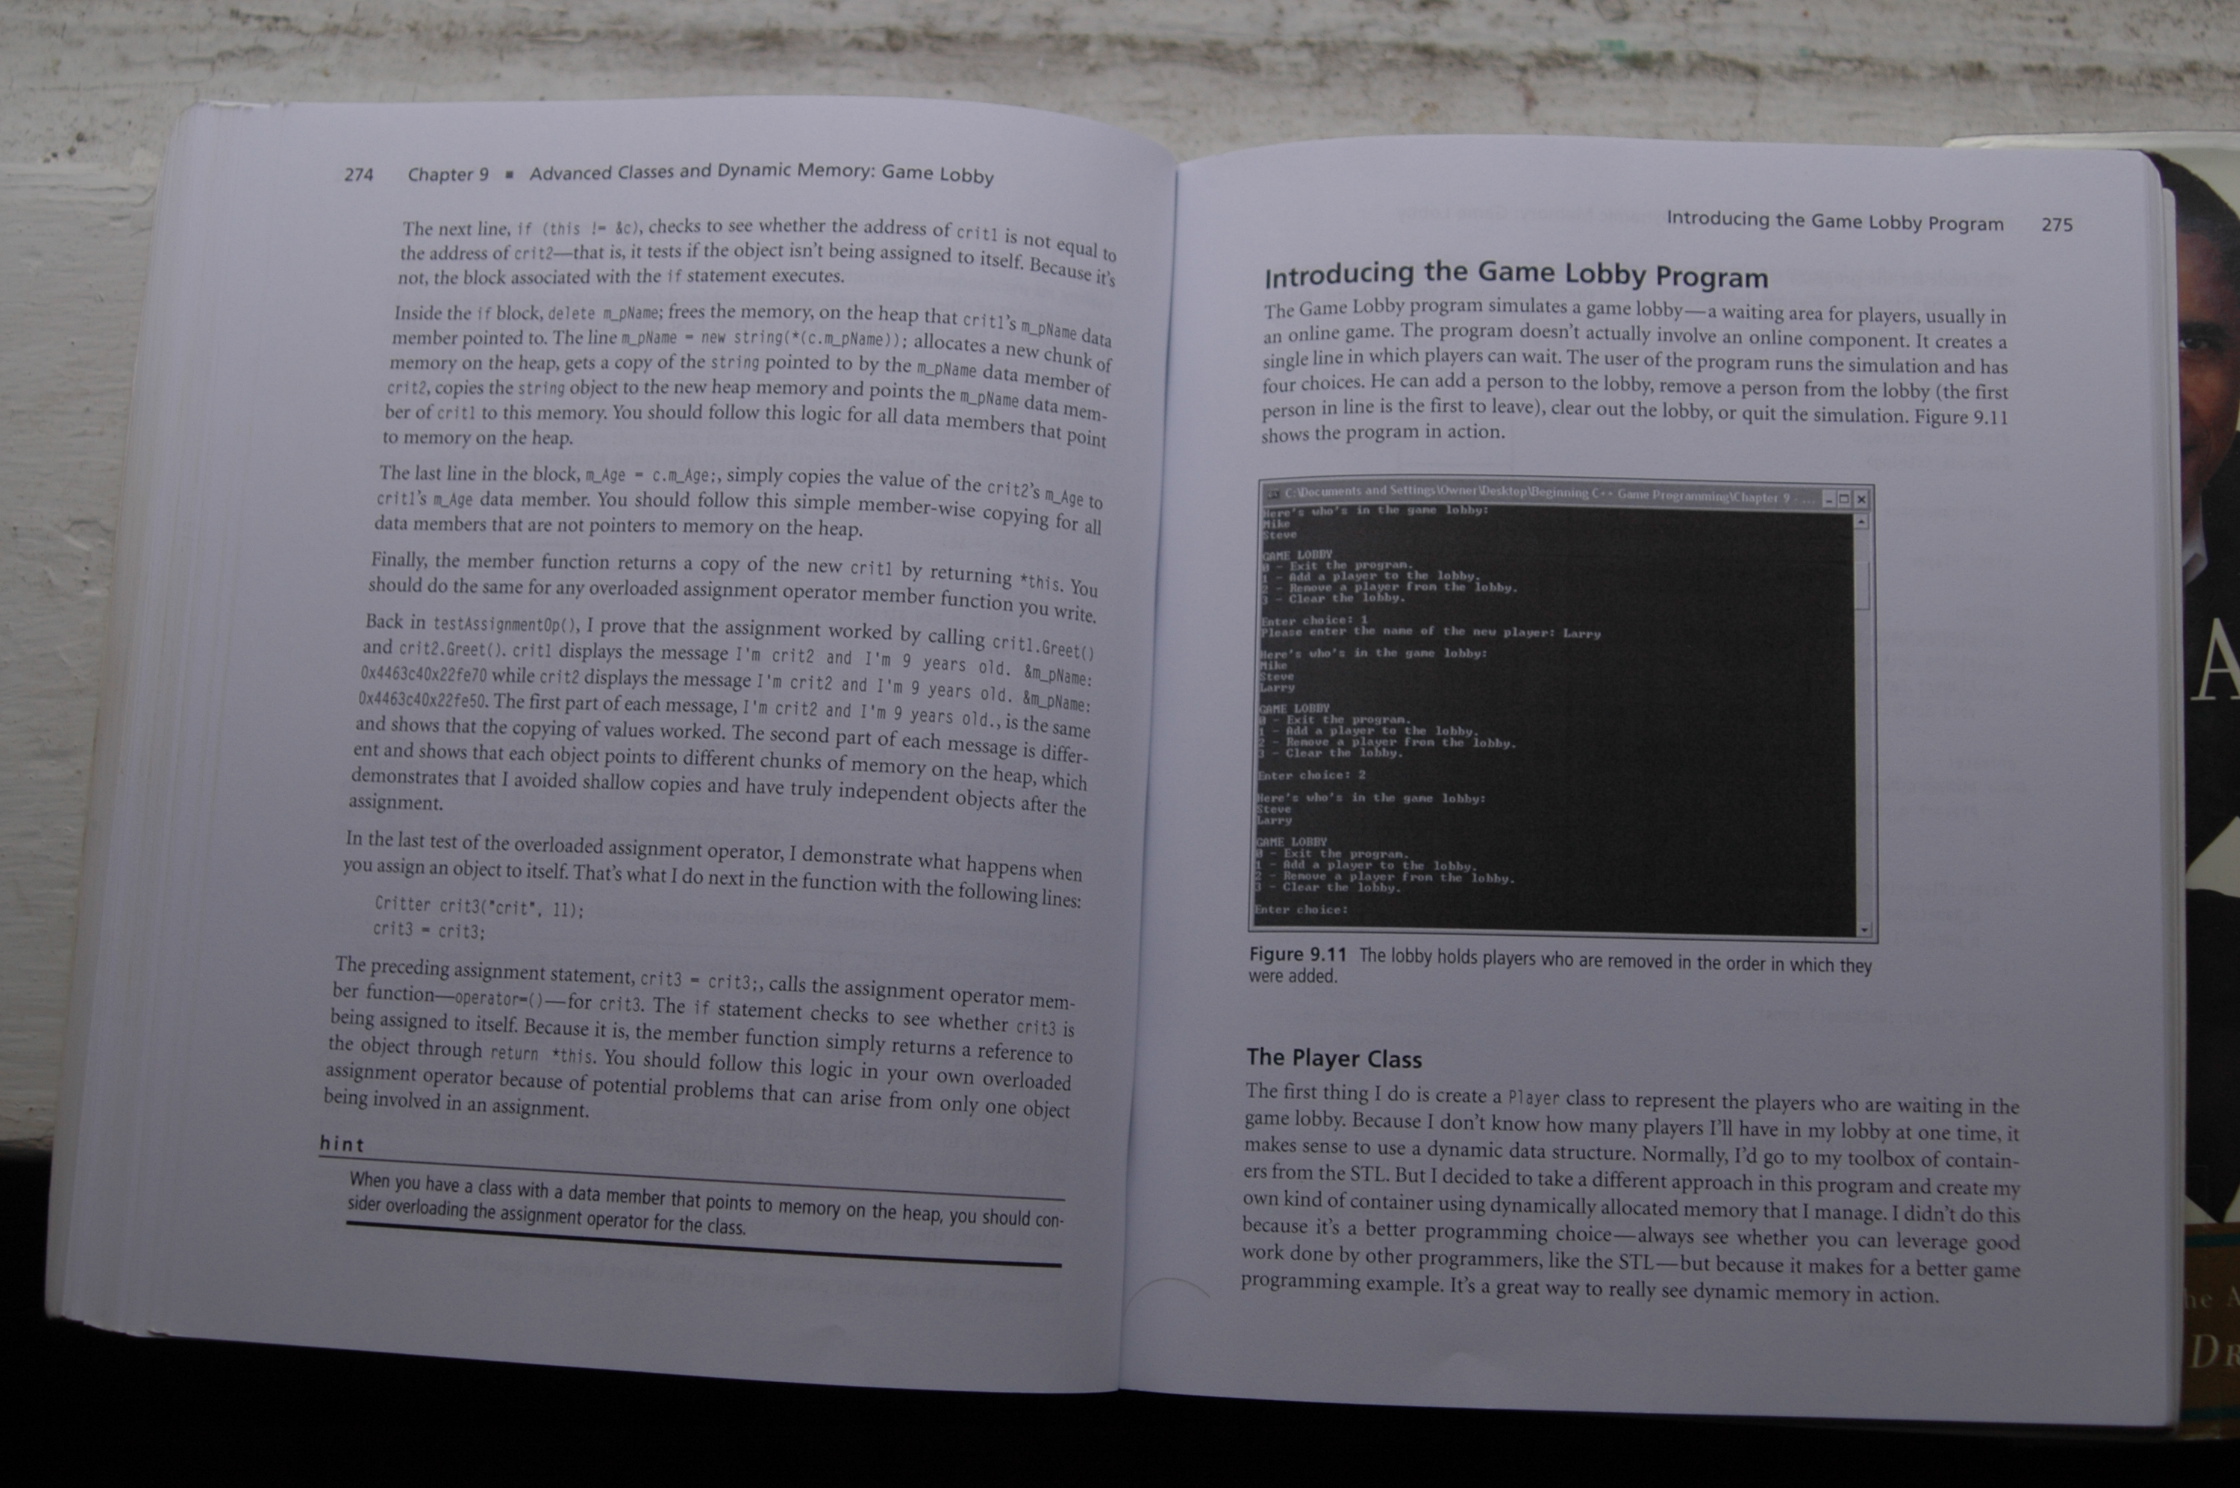 274 Chapter 9 ■ Advanced Classes and Dynamic Memory: Game Lobby
The next line, if (this != &c), checks to see whether the address of crit1 is not equal to
the address of crit2—that is, it tests if the object isn't being assigned to itself. Because it's
not, the block associated with the if statement executes.
Inside the if block, delete m_pName; frees the memory, on the heap that crit1's m_pName data
member pointed to. The line m_pName = new string(*(c.m_pName)); allocates a new chunk of
memory on the heap, gets a copy of the string pointed to by the m_pName data member of
crit2, copies the string object to the new heap memory and points the m_pName data mem-
ber of crit1 to this memory. You should follow this logic for all data members that point
to memory on the heap.
The last line in the block, m_Age = c.m_Age;, simply copies the value of the crit2's m_Age to
crit1's m_Age data member. You should follow this simple member-wise copying for all
data members that are not pointers to memory on the heap.
Finally, the member function returns a copy of the new crit1 by returning *this. You
should do the same for any overloaded assignment operator member function you write.
Back in testAssignmentOp(), I prove that the assignment worked by calling crit1.Greet()
and crit2.Greet(). crit1 displays the message I'm crit2 and I'm 9 years old. &m_pName:
0x4463c40x22fe70 while crit2 displays the message I'm crit2 and I'm 9 years old. &m_pName:
0x4463c40x22fe50. The first part of each message, I'm crit2 and I'm 9 years old., is the same
and shows that the copying of values worked. The second part of each message is differ-
ent and shows that each object points to different chunks of memory on the heap, which
demonstrates that I avoided shallow copies and have truly independent objects after the
assignment.
In the last test of the overloaded assignment operator, I demonstrate what happens when
you assign an object to itself. That's what I do next in the function with the following lines:
Critter crit3("crit", 11);
crit3 = crit3;
The preceding assignment statement, crit3 = crit3;, calls the assignment operator mem-
ber function—operator=()—for crit3. The if statement checks to see whether crit3 is
being assigned to itself. Because it is, the member function simply returns a reference to
the object through return *this. You should follow this logic in your own overloaded
assignment operator because of potential problems that can arise from only one object
being involved in an assignment.
hint
When you have a class with a data member that points to memory on the heap, you should con-
sider overloading the assignment operator for the class.
Introducing the Game Lobby Program 275
Introducing the Game Lobby Program
The Game Lobby program simulates a game lobby—a waiting area for players, usually in
an online game. The program doesn't actually involve an online component. It creates a
single line in which players can wait. The user of the program runs the simulation and has
four choices. He can add a person to the lobby, remove a person from the lobby (the first
person in line is the first to leave), clear out the lobby, or quit the simulation. Figure 9.11
shows the program in action.
C:\Documents and Settings\Owner\Desktop\Beginning C++ Game Programming\Chapter 9 - ...
Here's who's in the game lobby:
Mike
Steve
GAME LOBBY
0 - Exit the program.
1 - Add a player to the lobby.
2 - Remove a player from the lobby.
3 - Clear the lobby.
Enter choice: 1
Please enter the name of the new player: Larry
Here's who's in the game lobby:
Mike
Steve
Larry
GAME LOBBY
0 - Exit the program.
1 - Add a player to the lobby.
2 - Remove a player from the lobby.
3 - Clear the lobby.
Enter choice: 2
Here's who's in the game lobby:
Steve
Larry
GAME LOBBY
0 - Exit the program.
1 - Add a player to the lobby.
2 - Remove a player from the lobby.
3 - Clear the lobby.
Enter choice:
Figure 9.11 The lobby holds players who are removed in the order in which they
were added.
The Player Class
The first thing I do is create a Player class to represent the players who are waiting in the
game lobby. Because I don't know how many players I'll have in my lobby at one time, it
makes sense to use a dynamic data structure. Normally, I'd go to my toolbox of contain-
ers from the STL. But I decided to take a different approach in this program and create my
own kind of container using dynamically allocated memory that I manage. I didn't do this
because it's a better programming choice—always see whether you can leverage good
work done by other programmers, like the STL—but because it makes for a better game
programming example. It's a great way to really see dynamic memory in action.
A